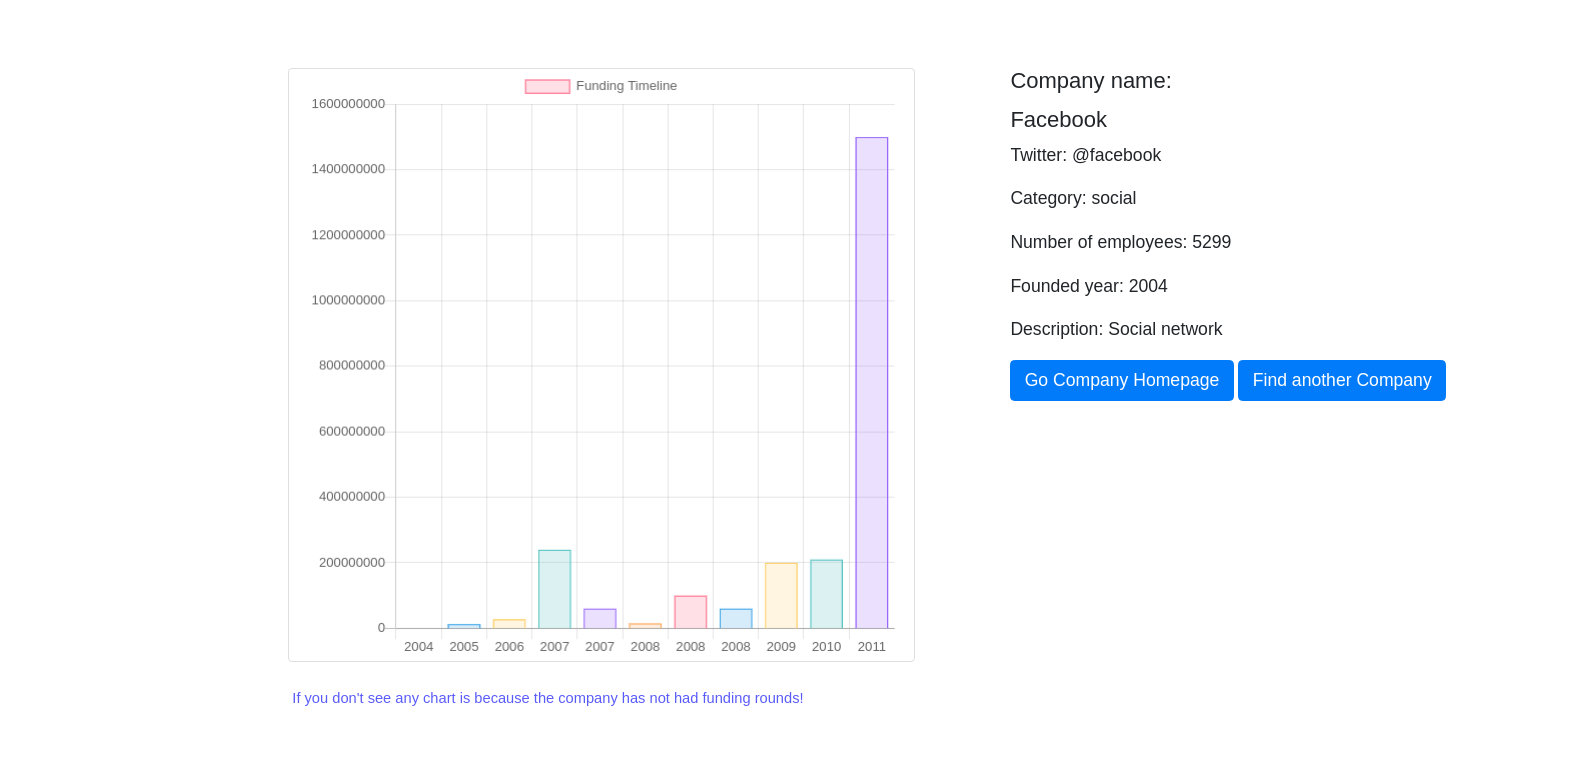 Funding Timeline
1600000000
1400000000
1200000000
1000000000
800000000
600000000
400000000
200000000
0
2004 2005 2006 2007 2007 2008 2008 2008 2009 2010 2011
If you don't see any chart is because the company has not had funding rounds!
Company name:
Facebook
Twitter: @facebook
Category: social
Number of employees: 5299
Founded year: 2004
Description: Social network
Go Company Homepage Find another Company